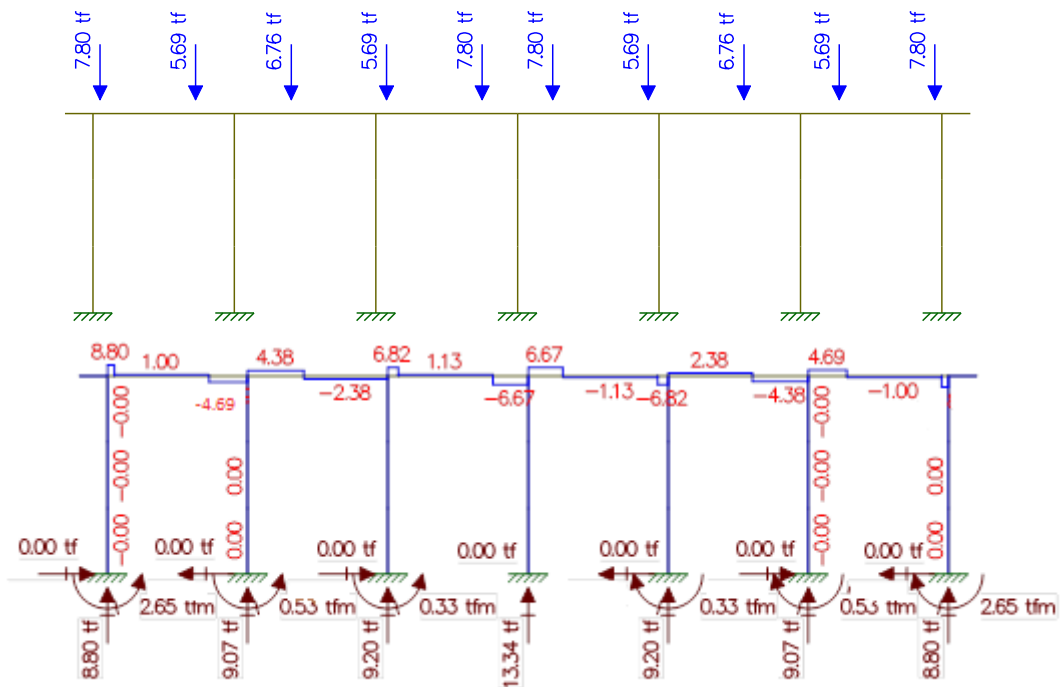 7.80 tf
5.69 tf
6.76 tf
5.69 tf
7.80 tf
7.80 tf
5.69 tf
6.76 tf
5.69 tf
7.80 tf
8.80
1.00
4.38
6.82
1.13
6.67
2.38
4.69
-4.69
-2.38
-6.67
-1.13
-6.82
-4.38
-1.00
-0.00
-0.00
-0.00
0.00
0.00
-0.00
-0.00
-0.00
0.00
0.00
0.00 tf
0.00 tf
0.00 tf
0.00 tf
0.00 tf
0.00 tf
0.00 tf
2.65 tfm
0.53 tfm
0.33 tfm
0.33 tfm
0.53 tfm
2.65 tfm
8.80 tf
9.07 tf
9.20 tf
13.34 tf
9.20 tf
9.07 tf
8.80 tf